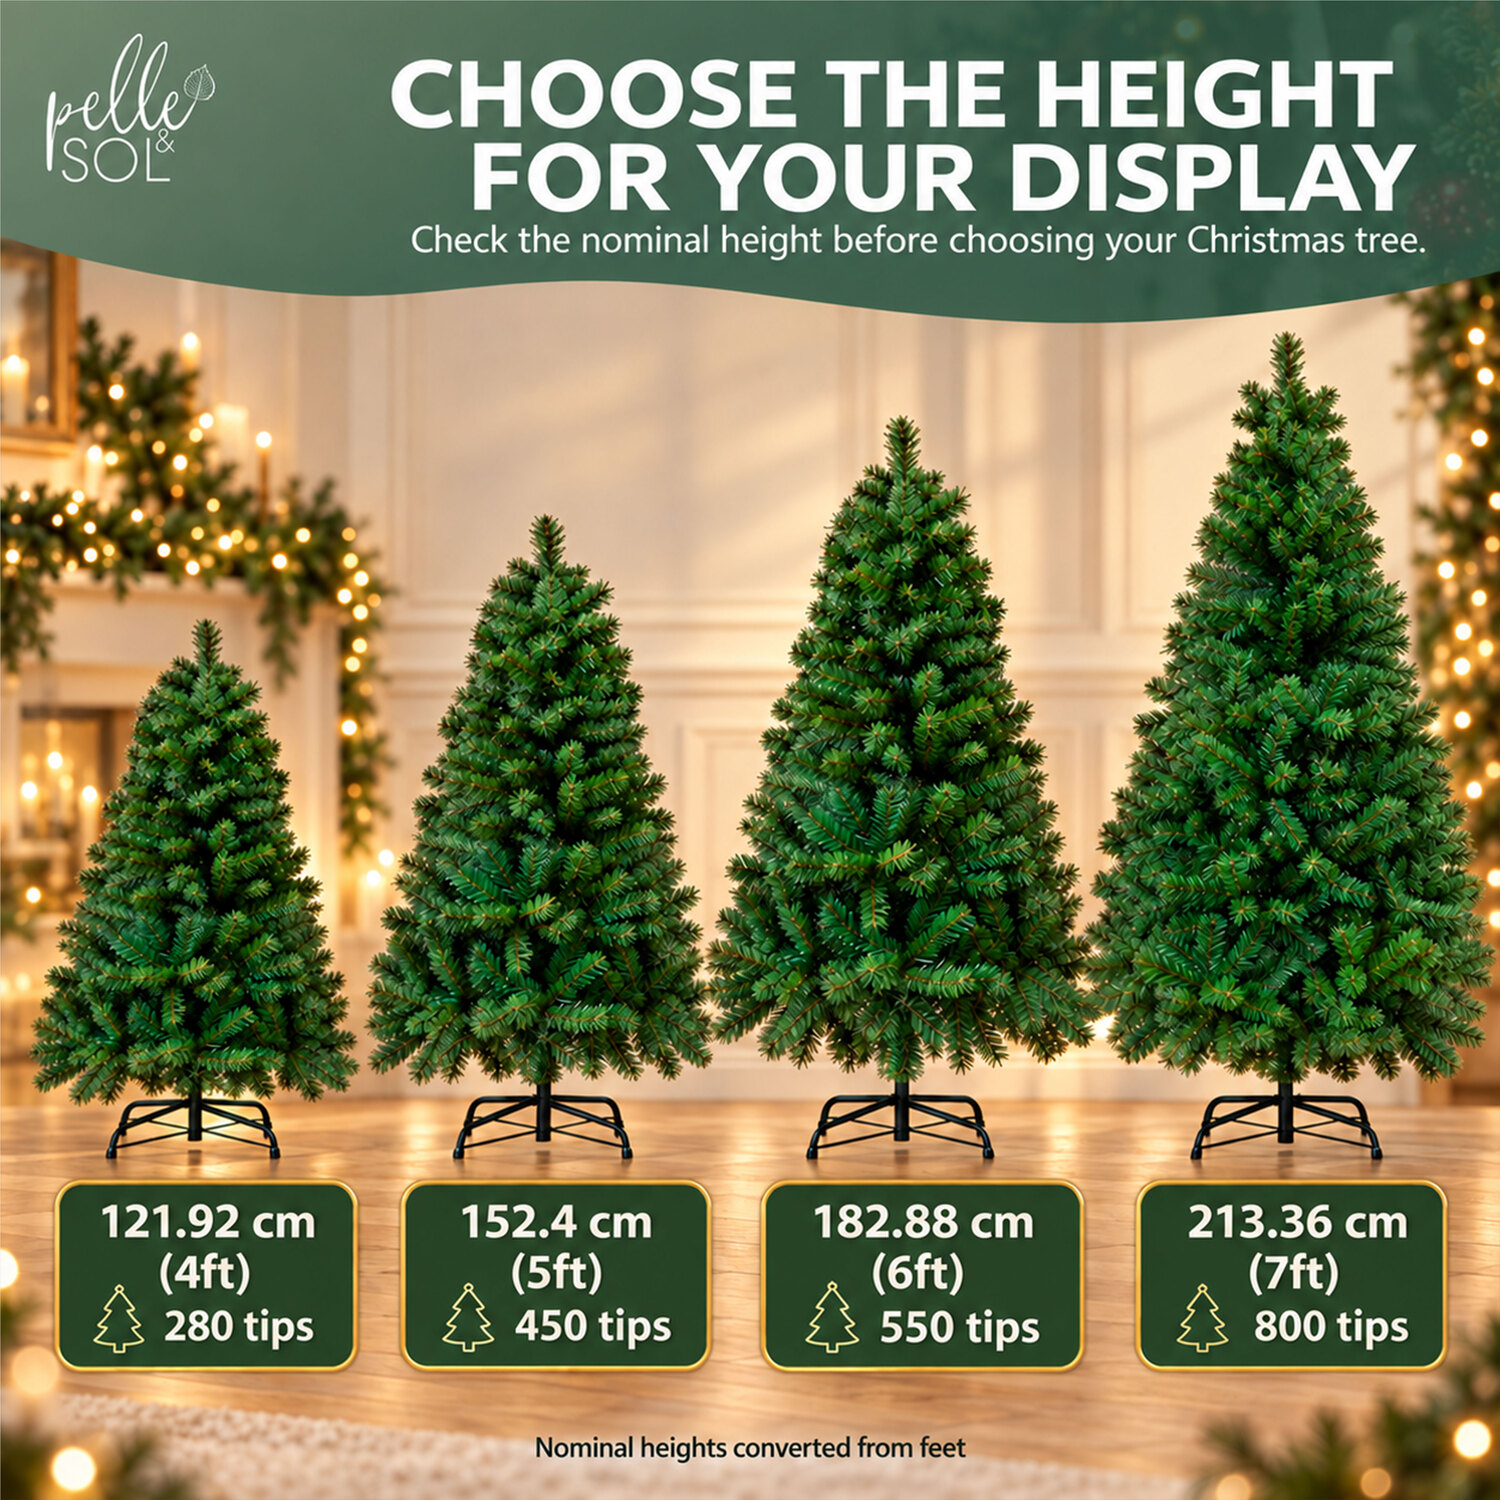 pelle
& SOL
CHOOSE THE HEIGHT
FOR YOUR DISPLAY
Check the nominal height before choosing your Christmas tree.
121.92 cm
(4ft)
280 tips
152.4 cm
(5ft)
450 tips
182.88 cm
(6ft)
550 tips
213.36 cm
(7ft)
800 tips
Nominal heights converted from feet